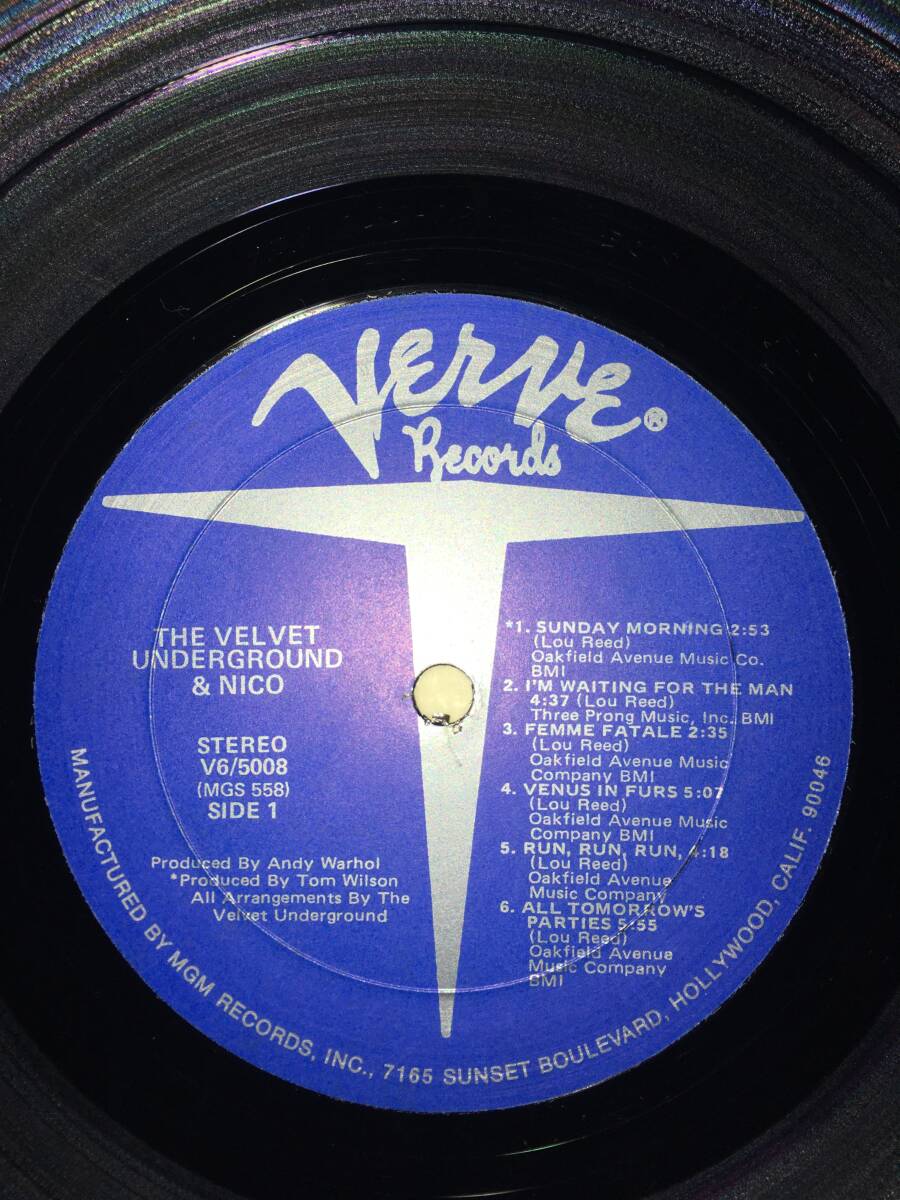 Verve®
Records
THE VELVET
UNDERGROUND
& NICO
STEREO
V6/5008
(MGS 558)
SIDE 1
Produced By Andy Warhol
*Produced By Tom Wilson
All Arrangements By The
Velvet Underground
*1. SUNDAY MORNING 2:53
(Lou Reed)
Oakfield Avenue Music Co.
BMI
2. I'M WAITING FOR THE MAN
4:37 (Lou Reed)
Three Prong Music, Inc. BMI
3. FEMME FATALE 2:35
(Lou Reed)
Oakfield Avenue Music
Company BMI
4. VENUS IN FURS 5:07
(Lou Reed)
Oakfield Avenue Music
Company BMI
5. RUN, RUN, RUN, 4:18
(Lou Reed)
Oakfield Avenue
Music Company
6. ALL TOMORROW'S
PARTIES 5:55
(Lou Reed)
Oakfield Avenue
Music Company
BMI
MANUFACTURED BY MGM RECORDS, INC., 7165 SUNSET BOULEVARD, HOLLYWOOD, CALIF. 90046